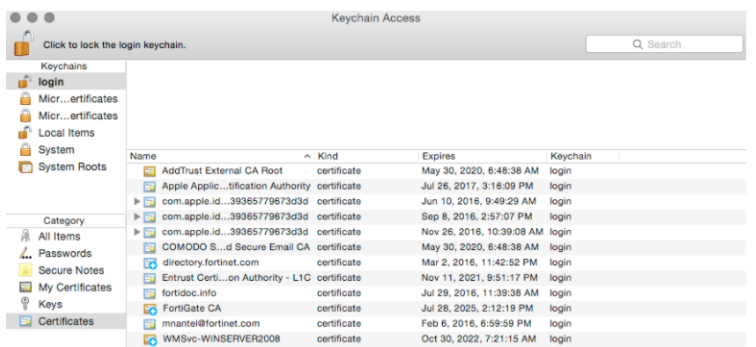 Keychain Access
Click to lock the login keychain.
Search
Keychains
login
Micr...ertificates
Micr...ertificates
Local Items
System
System Roots
Name Kind Expires Keychain
AddTrust External CA Root certificate May 30, 2020, 6:48:38 AM login
Apple Applic...tification Authority certificate Jul 26, 2017, 3:16:09 PM login
com.apple.id...39365779673d3d certificate Jun 10, 2016, 9:49:29 AM login
com.apple.id...39365779673d3d certificate Sep 8, 2016, 2:57:07 PM login
com.apple.id...39365779673d3d certificate Nov 26, 2016, 10:39:08 AM login
COMODO S...d Secure Email CA certificate May 30, 2020, 6:48:38 AM login
directory.fortinet.com certificate Mar 2, 2016, 11:42:52 PM login
Entrust Certi...on Authority - L1C certificate Nov 11, 2021, 9:51:17 PM login
fortidoc.info certificate Jul 29, 2016, 11:39:38 AM login
FortiGate CA certificate Jul 28, 2025, 2:12:19 PM login
mnantel@fortinet.com certificate Feb 6, 2016, 6:59:59 PM login
WMSvc-WINSERVER2008 certificate Oct 30, 2022, 7:21:15 AM login
Category
All Items
Passwords
Secure Notes
My Certificates
Keys
Certificates